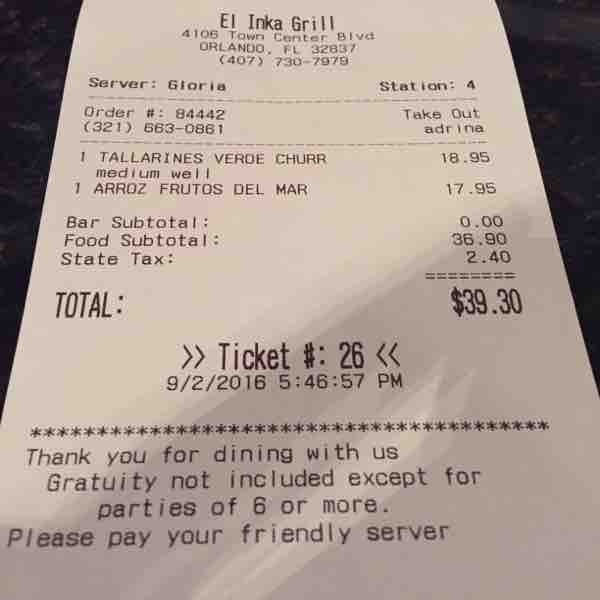 El Inka Grill
4106 Town Center Blvd
ORLANDO, FL 32837
(407) 730-7979
Server: Gloria Station: 4
Order #: 84442 Take Out
(321) 663-0861 adrina
1 TALLARINES VERDE CHURR 18.95
medium well
1 ARROZ FRUTOS DEL MAR 17.95
Bar Subtotal: 0.00
Food Subtotal: 36.90
State Tax: 2.40
========
TOTAL: $39.30
>> Ticket #: 26 <<
9/2/2016 5:46:57 PM
******************************************
Thank you for dining with us
Gratuity not included except for
parties of 6 or more.
Please pay your friendly server